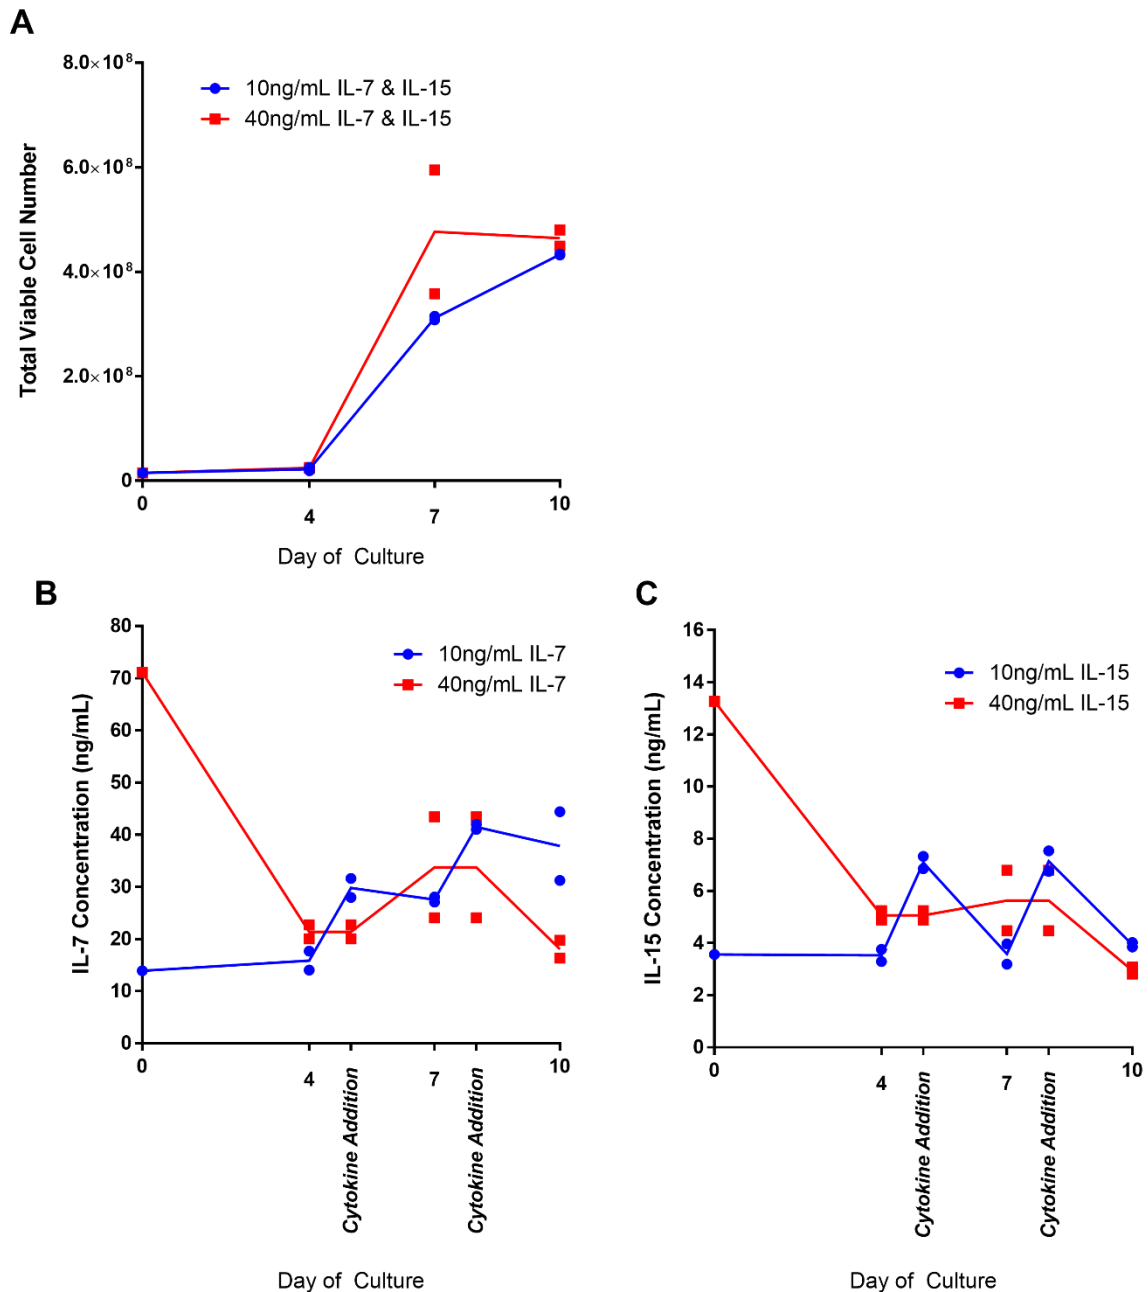 A
8.0×10⁸
6.0×10⁸
4.0×10⁸
2.0×10⁸
0
Total Viable Cell Number
10ng/mL IL-7 & IL-15
40ng/mL IL-7 & IL-15
0
4
7
10
Day of Culture
B
80
70
60
50
40
30
20
10
0
IL-7 Concentration (ng/mL)
10ng/mL IL-7
40ng/mL IL-7
0
4
Cytokine Addition
7
Cytokine Addition
10
Day of Culture
C
16
14
12
10
8
6
4
2
0
IL-15 Concentration (ng/mL)
10ng/mL IL-15
40ng/mL IL-15
0
4
Cytokine Addition
7
Cytokine Addition
10
Day of Culture